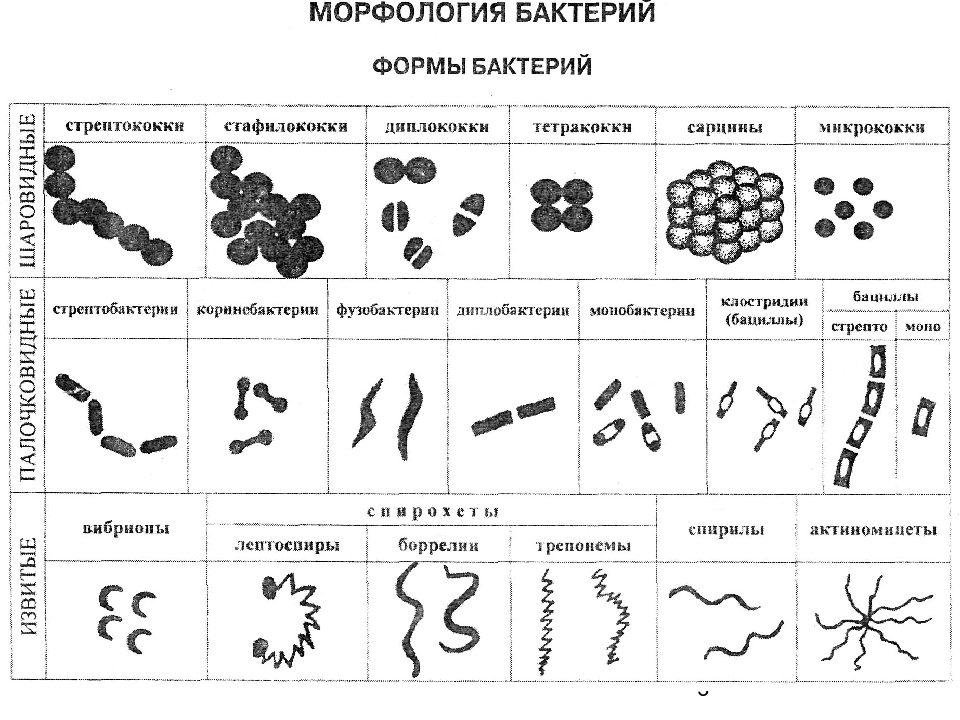 МОРФОЛОГИЯ БАКТЕРИЙ
ФОРМЫ БАКТЕРИЙ
ШАРОВИДНЫЕ
стрептококки
стафилококки
диплококки
тетракокки
сарцины
микрококки
ПАЛОЧКОВИДНЫЕ
стрептобактерии
коринебактерии
фузобактерии
диплобактерии
монобактерии
клостридии
(бациллы)
бациллы
стрепто
моно
ИЗВИТЫЕ
вибрионы
спирохеты
лептоспиры
боррелии
трепонемы
спирилы
актиномицеты